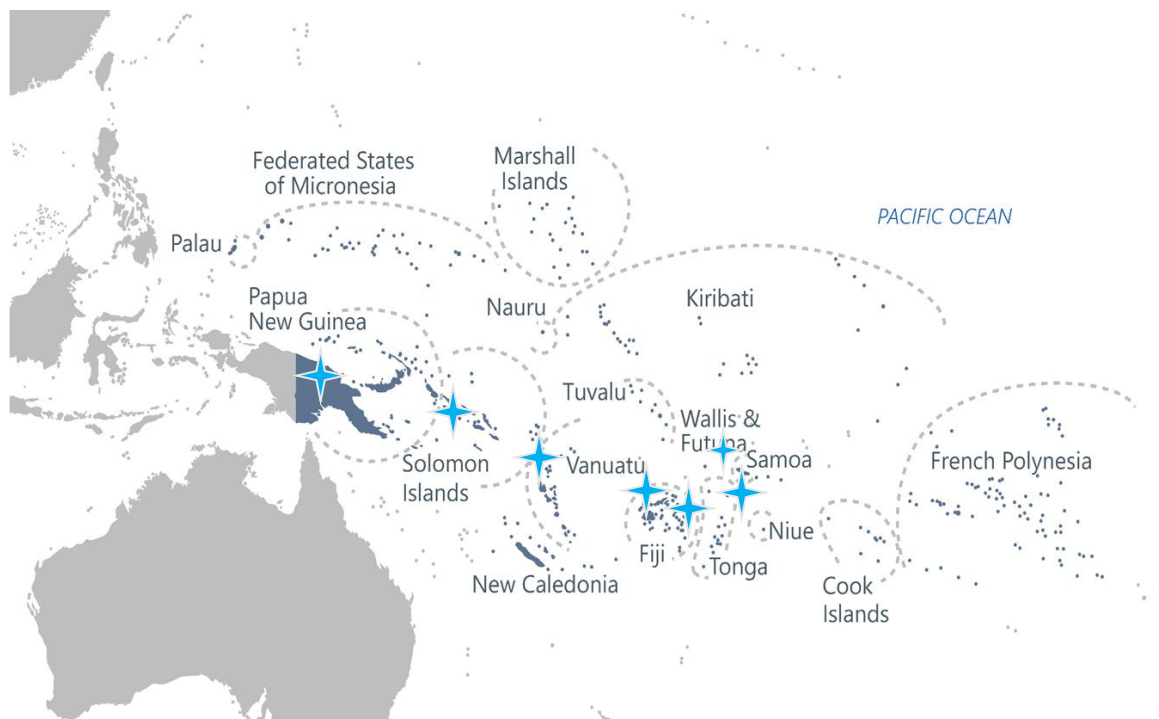 Federated States
of Micronesia
Marshall
Islands
PACIFIC OCEAN
Palau
Papua
New Guinea
Nauru
Kiribati
Tuvalu
Wallis &
Futuna
Solomon
Islands
Vanuatu
Samoa
French Polynesia
Fiji
Niue
Tonga
New Caledonia
Cook
Islands